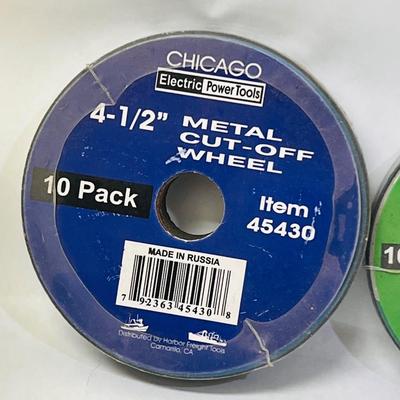 CHICAGO
Electric Power Tools
4-1/2" METAL
CUT-OFF
WHEEL
10 Pack
Item
45430
MADE IN RUSSIA
7 92363 45430 8
Distributed by Harbor Freight Tools
Camarillo, CA
10